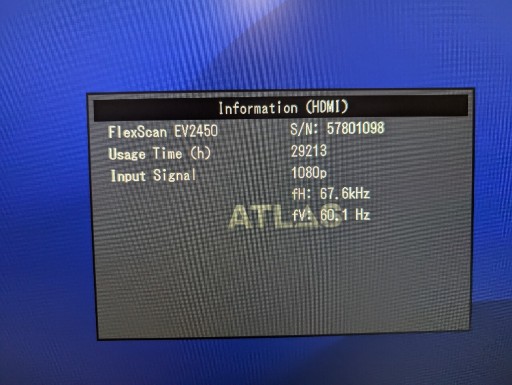 Information (HDMI)
FlexScan EV2450 S/N: 57801098
Usage Time (h) 29213
Input Signal 1080p
fH: 67.6kHz
ATLAS
fV: 60.1 Hz